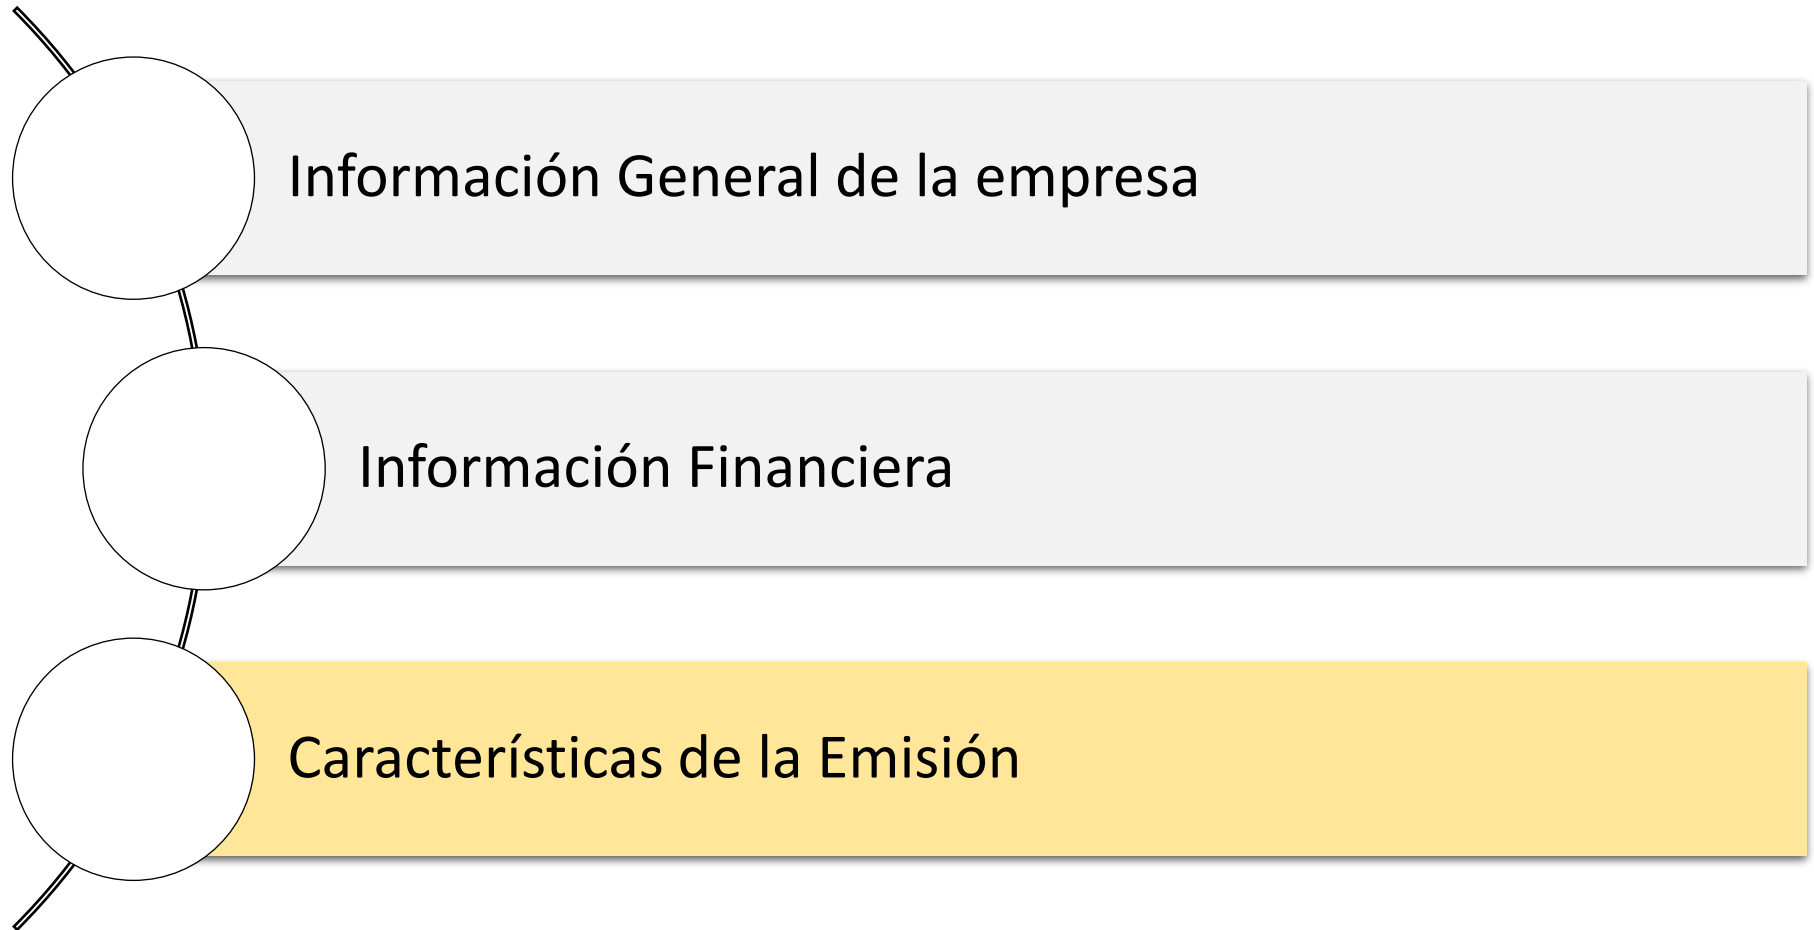 Información General de la empresa
Información Financiera
Características de la Emisión